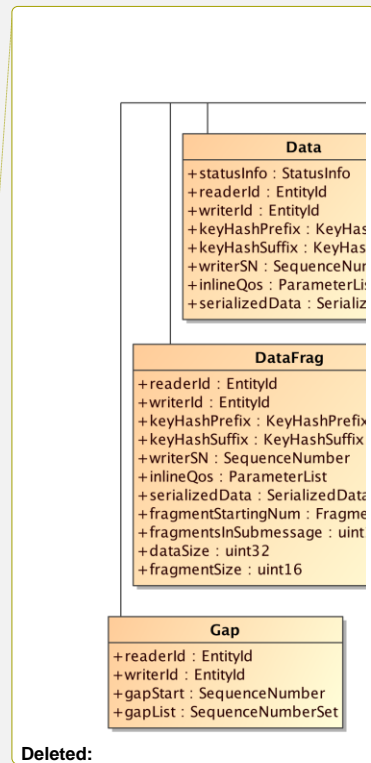 Data
+statusInfo : StatusInfo
+readerId : EntityId
+writerId : EntityId
+keyHashPrefix : KeyHas
+keyHashSuffix : KeyHas
+writerSN : SequenceNu
+inlineQos : ParameterLi
+serializedData : Serializ
DataFrag
+readerId : EntityId
+writerId : EntityId
+keyHashPrefix : KeyHashPrefix
+keyHashSuffix : KeyHashSuffix
+writerSN : SequenceNumber
+inlineQos : ParameterList
+serializedData : SerializedData
+fragmentStartingNum : Fragme
+fragmentsInSubmessage : uint
+dataSize : uint32
+fragmentSize : uint16
Gap
+readerId : EntityId
+writerId : EntityId
+gapStart : SequenceNumber
+gapList : SequenceNumberSet
Deleted: